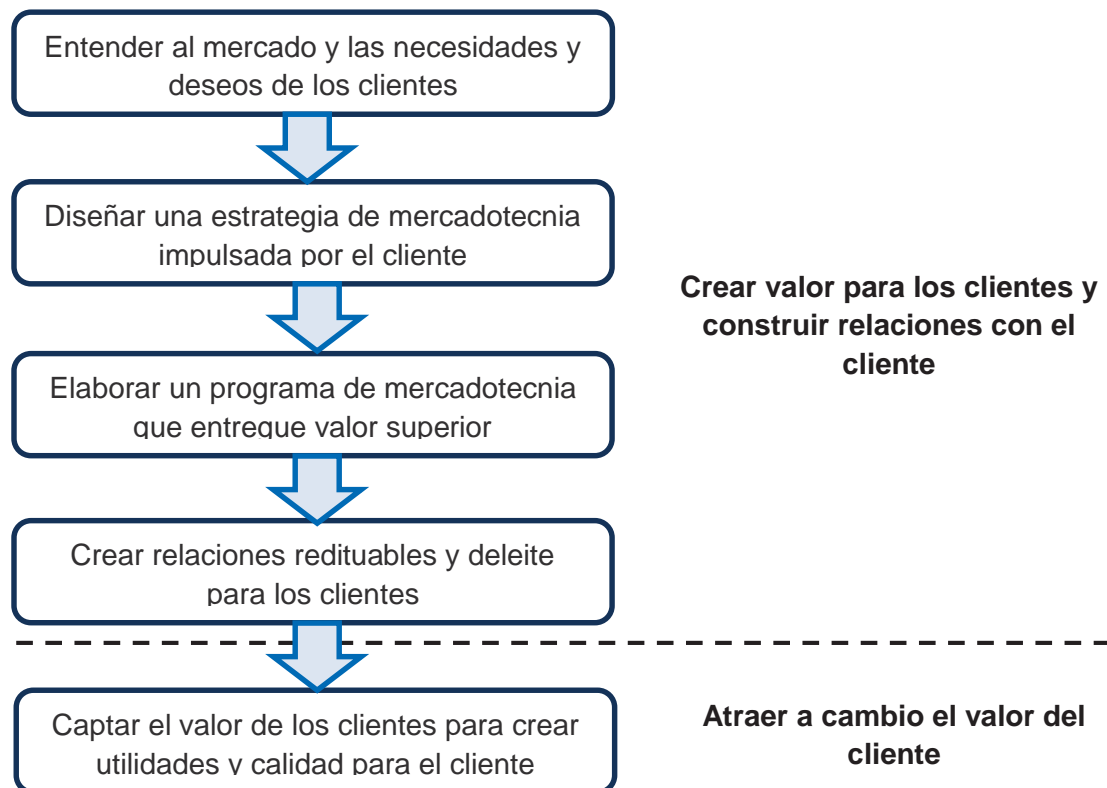 Entender al mercado y las necesidades y
deseos de los clientes
Diseñar una estrategia de mercadotecnia
impulsada por el cliente
Crear valor para los clientes y
construir relaciones con el
cliente
Elaborar un programa de mercadotecnia
que entregue valor superior
Crear relaciones redituables y deleite
para los clientes
Captar el valor de los clientes para crear
utilidades y calidad para el cliente
Atraer a cambio el valor del
cliente